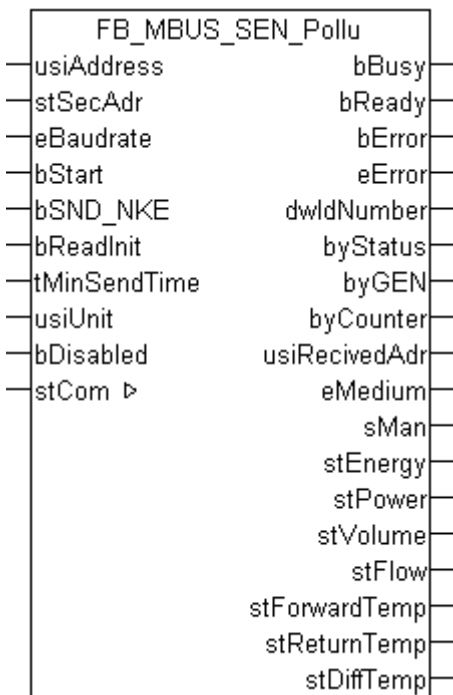 FB_MBUS_SEN_Pollu
usiAddress bBusy
stSecAdr bReady
eBaudrate bError
bStart eError
bSND_NKE dwIdNumber
bReadInit byStatus
tMinSendTime byGEN
usiUnit byCounter
bDisabled usiRecivedAdr
stCom ▷ eMedium
sMan
stEnergy
stPower
stVolume
stFlow
stForwardTemp
stReturnTemp
stDiffTemp